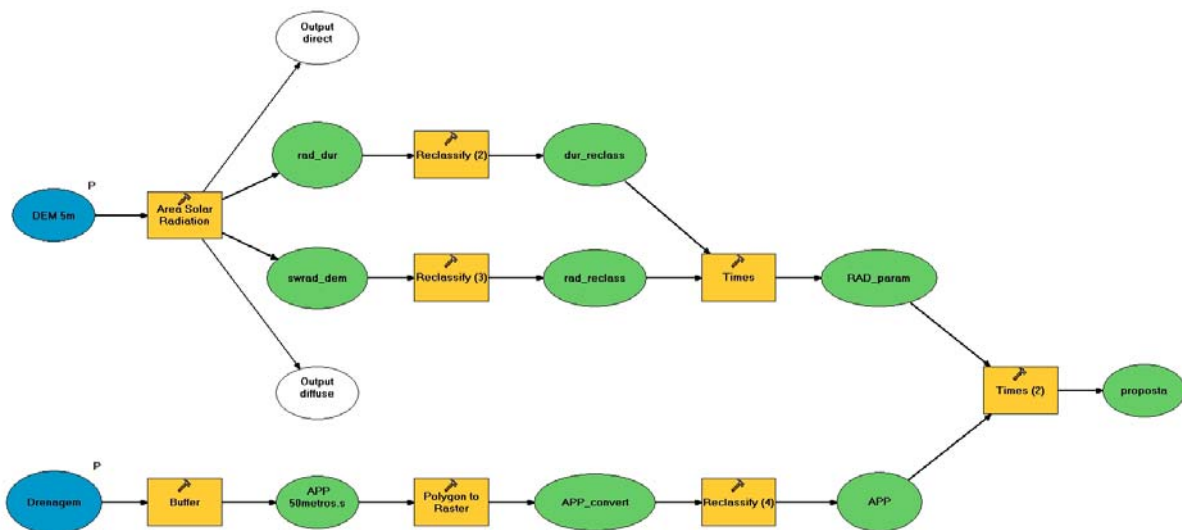 Output
direct
rad_dur
Reclassify (2)
dur_reclass
P
DEM 5m
Area Solar
Radiation
swrad_dem
Reclassify (3)
rad_reclass
Times
RAD_param
Output
diffuse
Times (2)
proposta
P
Drenagem
Buffer
APP
50metros.s
Polygon to
Raster
APP_convert
Reclassify (4)
APP